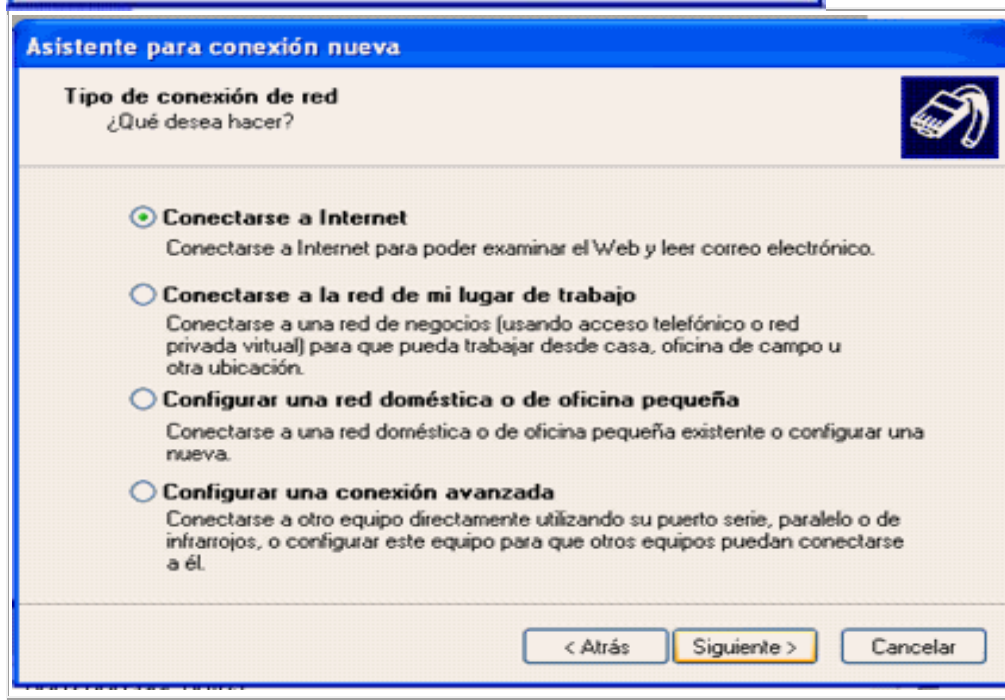 Asistente para conexión nueva
Tipo de conexión de red
¿Qué desea hacer?
Conectarse a Internet
Conectarse a Internet para poder examinar el Web y leer correo electrónico.
Conectarse a la red de mi lugar de trabajo
Conectarse a una red de negocios (usando acceso telefónico o red
privada virtual) para que pueda trabajar desde casa, oficina de campo u
otra ubicación.
Configurar una red doméstica o de oficina pequeña
Conectarse a una red doméstica o de oficina pequeña existente o configurar una
nueva.
Configurar una conexión avanzada
Conectarse a otro equipo directamente utilizando su puerto serie, paralelo o de
infrarrojos, o configurar este equipo para que otros equipos puedan conectarse
a él.
< Atrás
Siguiente >
Cancelar